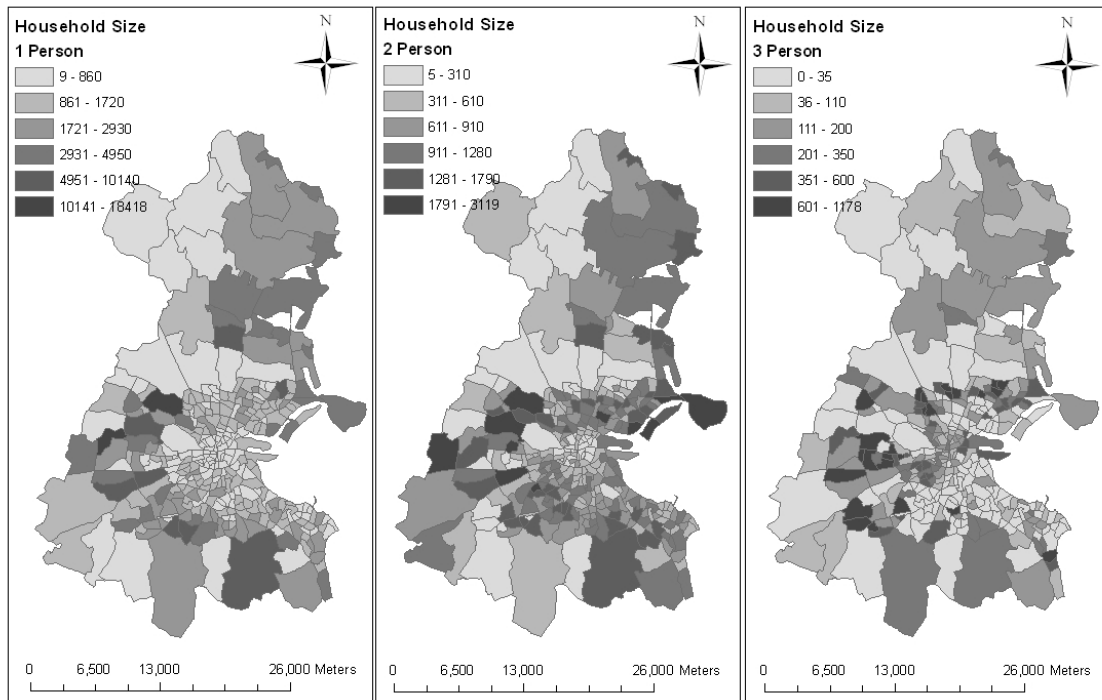 Household Size
1 Person
9 - 860
861 - 1720
1721 - 2930
2931 - 4950
4951 - 10140
10141 - 18418
N
0 6,500 13,000 26,000 Meters
Household Size
2 Person
5 - 310
311 - 610
611 - 910
911 - 1280
1281 - 1790
1791 - 3119
N
0 6,500 13,000 26,000 Meters
Household Size
3 Person
0 - 35
36 - 110
111 - 200
201 - 350
351 - 600
601 - 1178
N
0 6,500 13,000 26,000 Meters